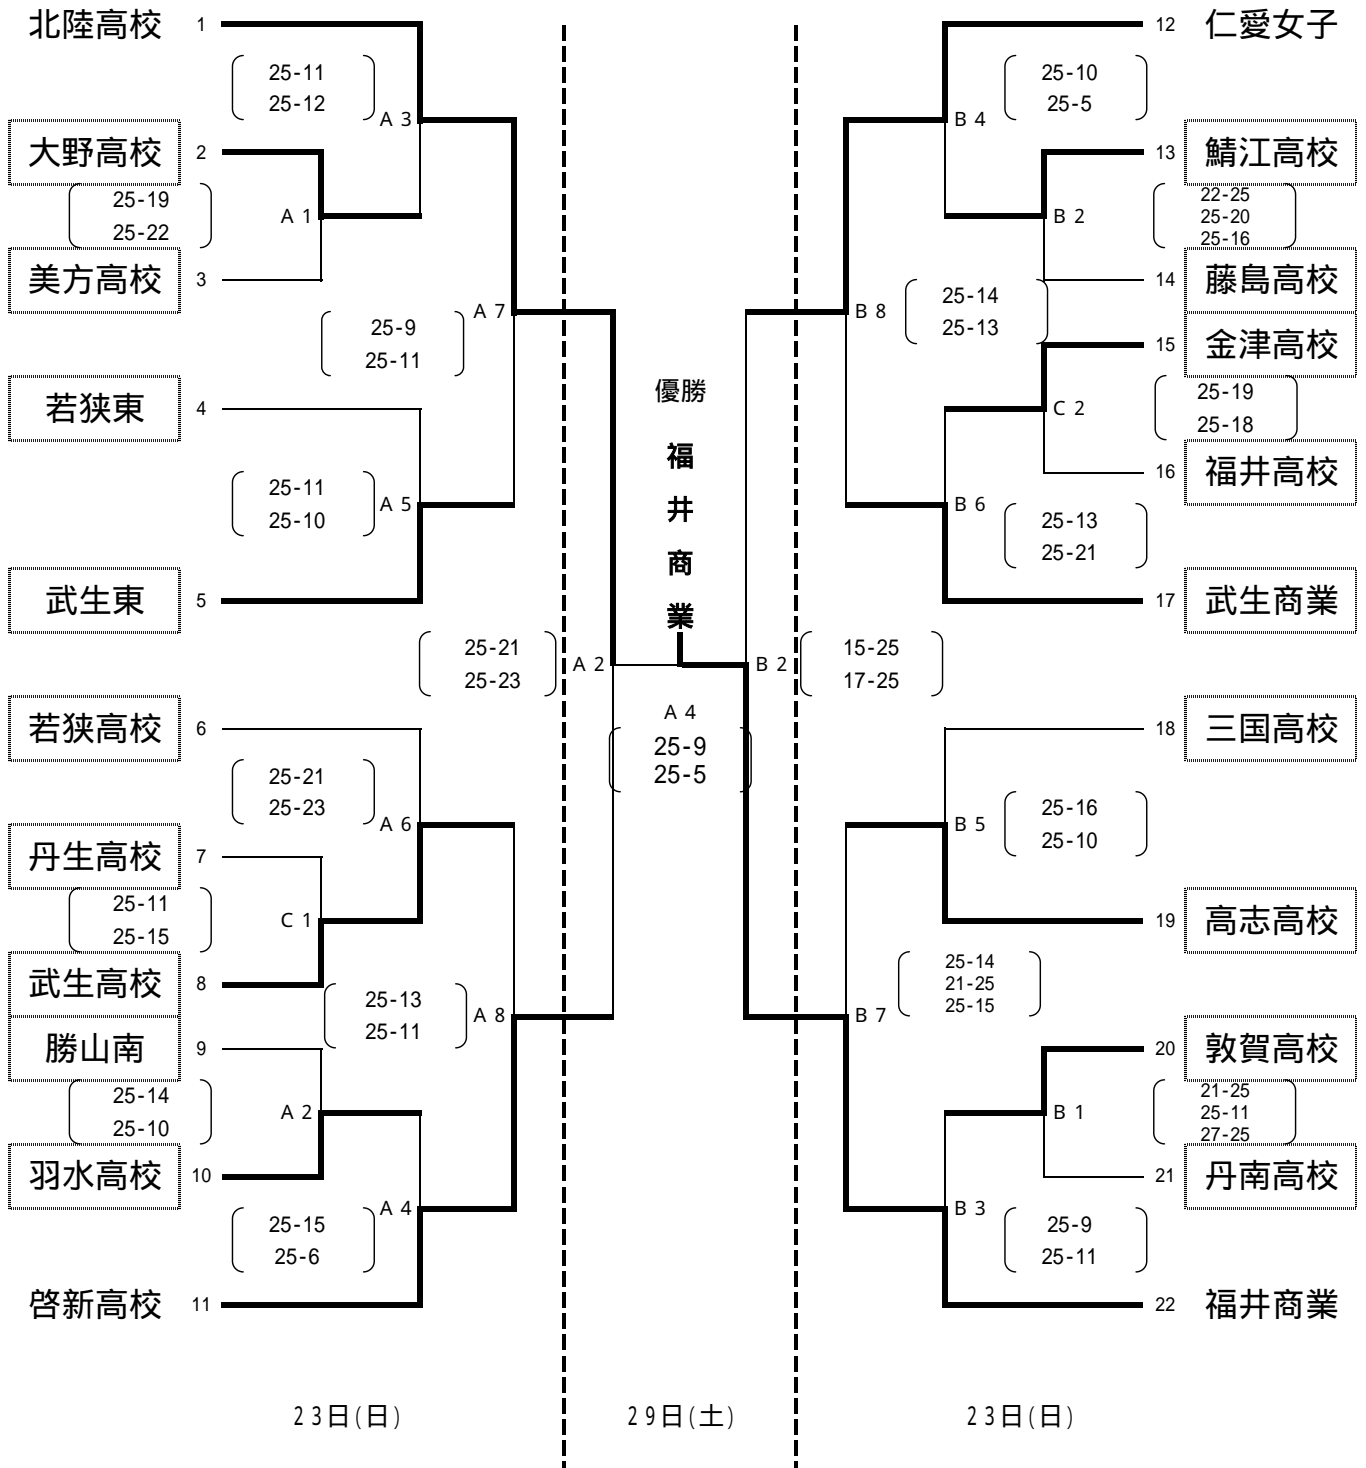 北陸高校 1
25-11
25-12
A 3
大野高校 2
25-19
25-22
A 1
美方高校 3
25-9
25-11
A 7
若狭東 4
25-11
25-10
A 5
武生東 5
25-21
25-23
A 2
若狭高校 6
25-21
25-23
A 6
丹生高校 7
25-11
25-15
C 1
武生高校 8
25-13
25-11
A 8
勝山南 9
25-14
25-10
A 2
羽水高校 10
25-15
25-6
A 4
啓新高校 11
優勝
福
井
商
業
A 4
25-9
25-5
12 仁愛女子
B 4
25-10
25-5
13 鯖江高校
B 2
22-25
25-20
25-16
14 藤島高校
B 8
25-14
25-13
15 金津高校
C 2
25-19
25-18
16 福井高校
B 6
25-13
25-21
17 武生商業
B 2
15-25
17-25
18 三国高校
B 5
25-16
25-10
19 高志高校
B 7
25-14
21-25
25-15
20 敦賀高校
B 1
21-25
25-11
27-25
21 丹南高校
B 3
25-9
25-11
22 福井商業
23日(日)
29日(土)
23日(日)